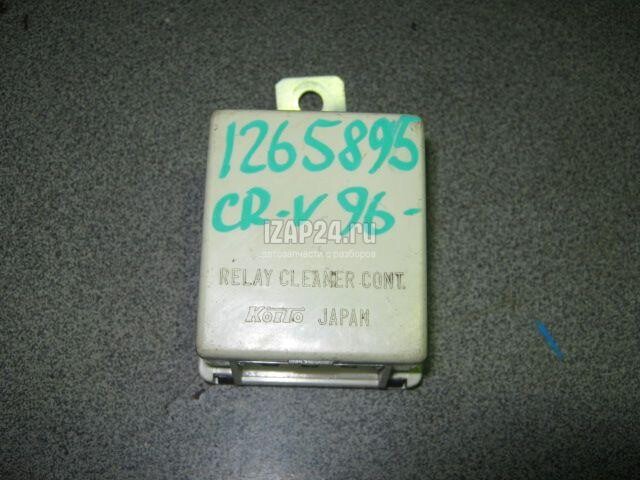 1265895
CR-V 96-
IZAP24.ru
автозапчасти с разборов
RELAY CLEANER CONT.
KOITO JAPAN